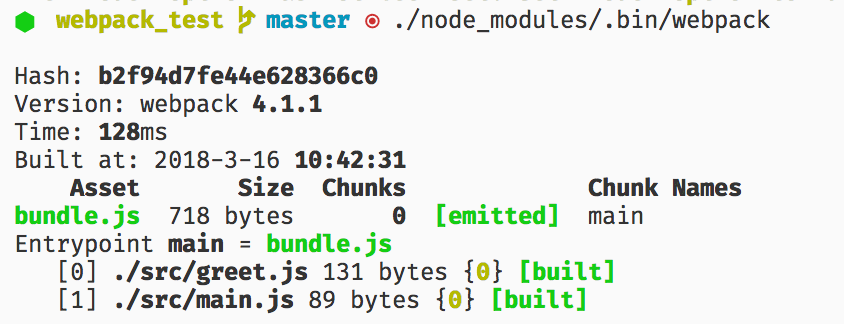 webpack_test master ./node_modules/.bin/webpack
Hash: b2f94d7fe44e628366c0
Version: webpack 4.1.1
Time: 128ms
Built at: 2018-3-16 10:42:31
Asset Size Chunks Chunk Names
bundle.js 718 bytes 0 [emitted] main
Entrypoint main = bundle.js
[0] ./src/greet.js 131 bytes {0} [built]
[1] ./src/main.js 89 bytes {0} [built]